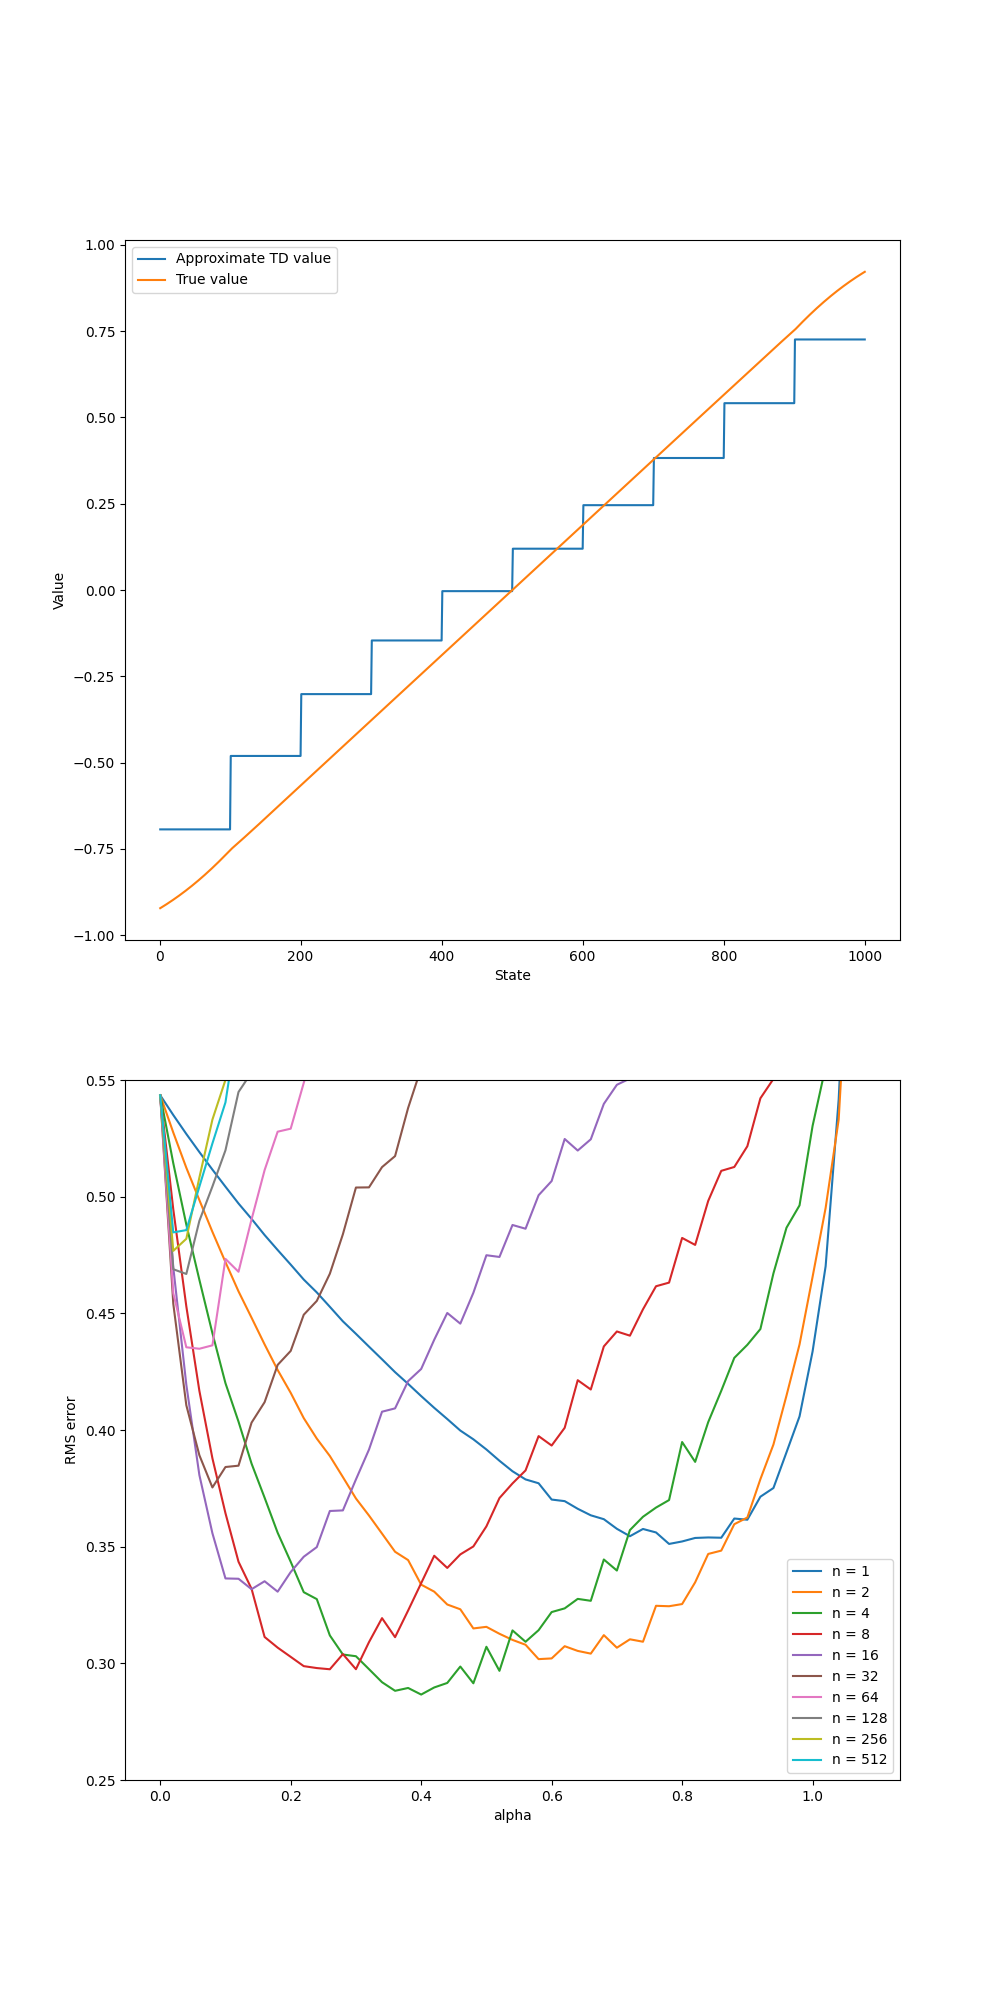 Approximate TD value
True value
1.00
0.75
0.50
0.25
0.00
−0.25
−0.50
−0.75
−1.00
Value
0 200 400 600 800 1000
State
0.55
0.50
0.45
0.40
0.35
0.30
0.25
RMS error
n = 1
n = 2
n = 4
n = 8
n = 16
n = 32
n = 64
n = 128
n = 256
n = 512
0.0 0.2 0.4 0.6 0.8 1.0
alpha